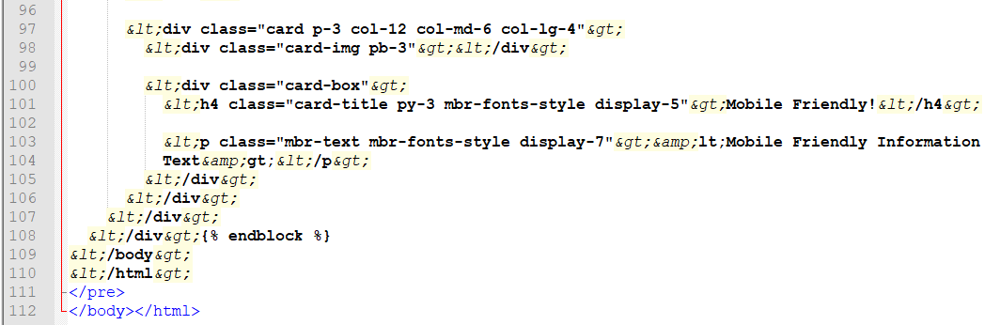 96
97 &lt;div class="card p-3 col-12 col-md-6 col-lg-4"&gt;
98 &lt;div class="card-img pb-3"&gt;&lt;/div&gt;
99
100 &lt;div class="card-box"&gt;
101 &lt;h4 class="card-title py-3 mbr-fonts-style display-5"&gt;Mobile Friendly!&lt;/h4&gt;
102
103 &lt;p class="mbr-text mbr-fonts-style display-7"&gt;&amp;lt;Mobile Friendly Information
104 Text&amp;gt;&lt;/p&gt;
105 &lt;/div&gt;
106 &lt;/div&gt;
107 &lt;/div&gt;
108 &lt;/div&gt;{% endblock %}
109 &lt;/body&gt;
110 &lt;/html&gt;
111 </pre>
112 </body></html>